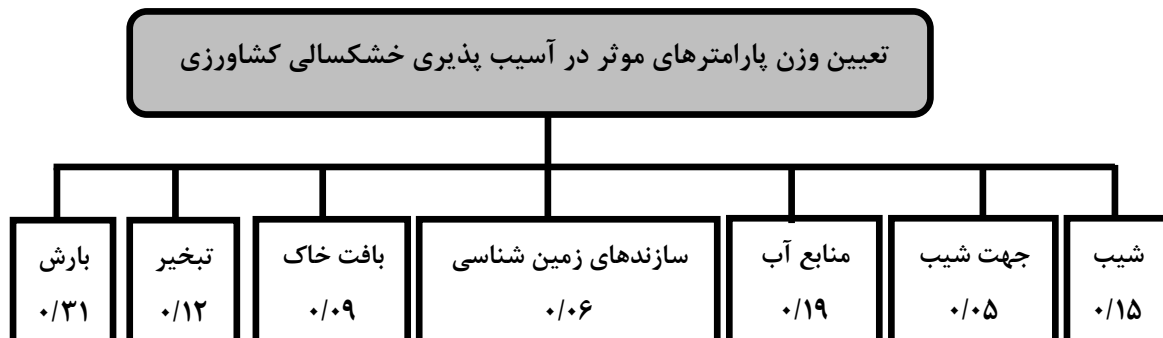 تعیین وزن پارامترهای موثر در آسیب پذیری خشکسالی کشاورزی
شیب
۰/۱۵
جهت شیب
۰/۰۵
منابع آب
۰/۱۹
سازندهای زمین شناسی
۰/۰۶
بافت خاک
۰/۰۹
تبخیر
۰/۱۲
بارش
۰/۳۱